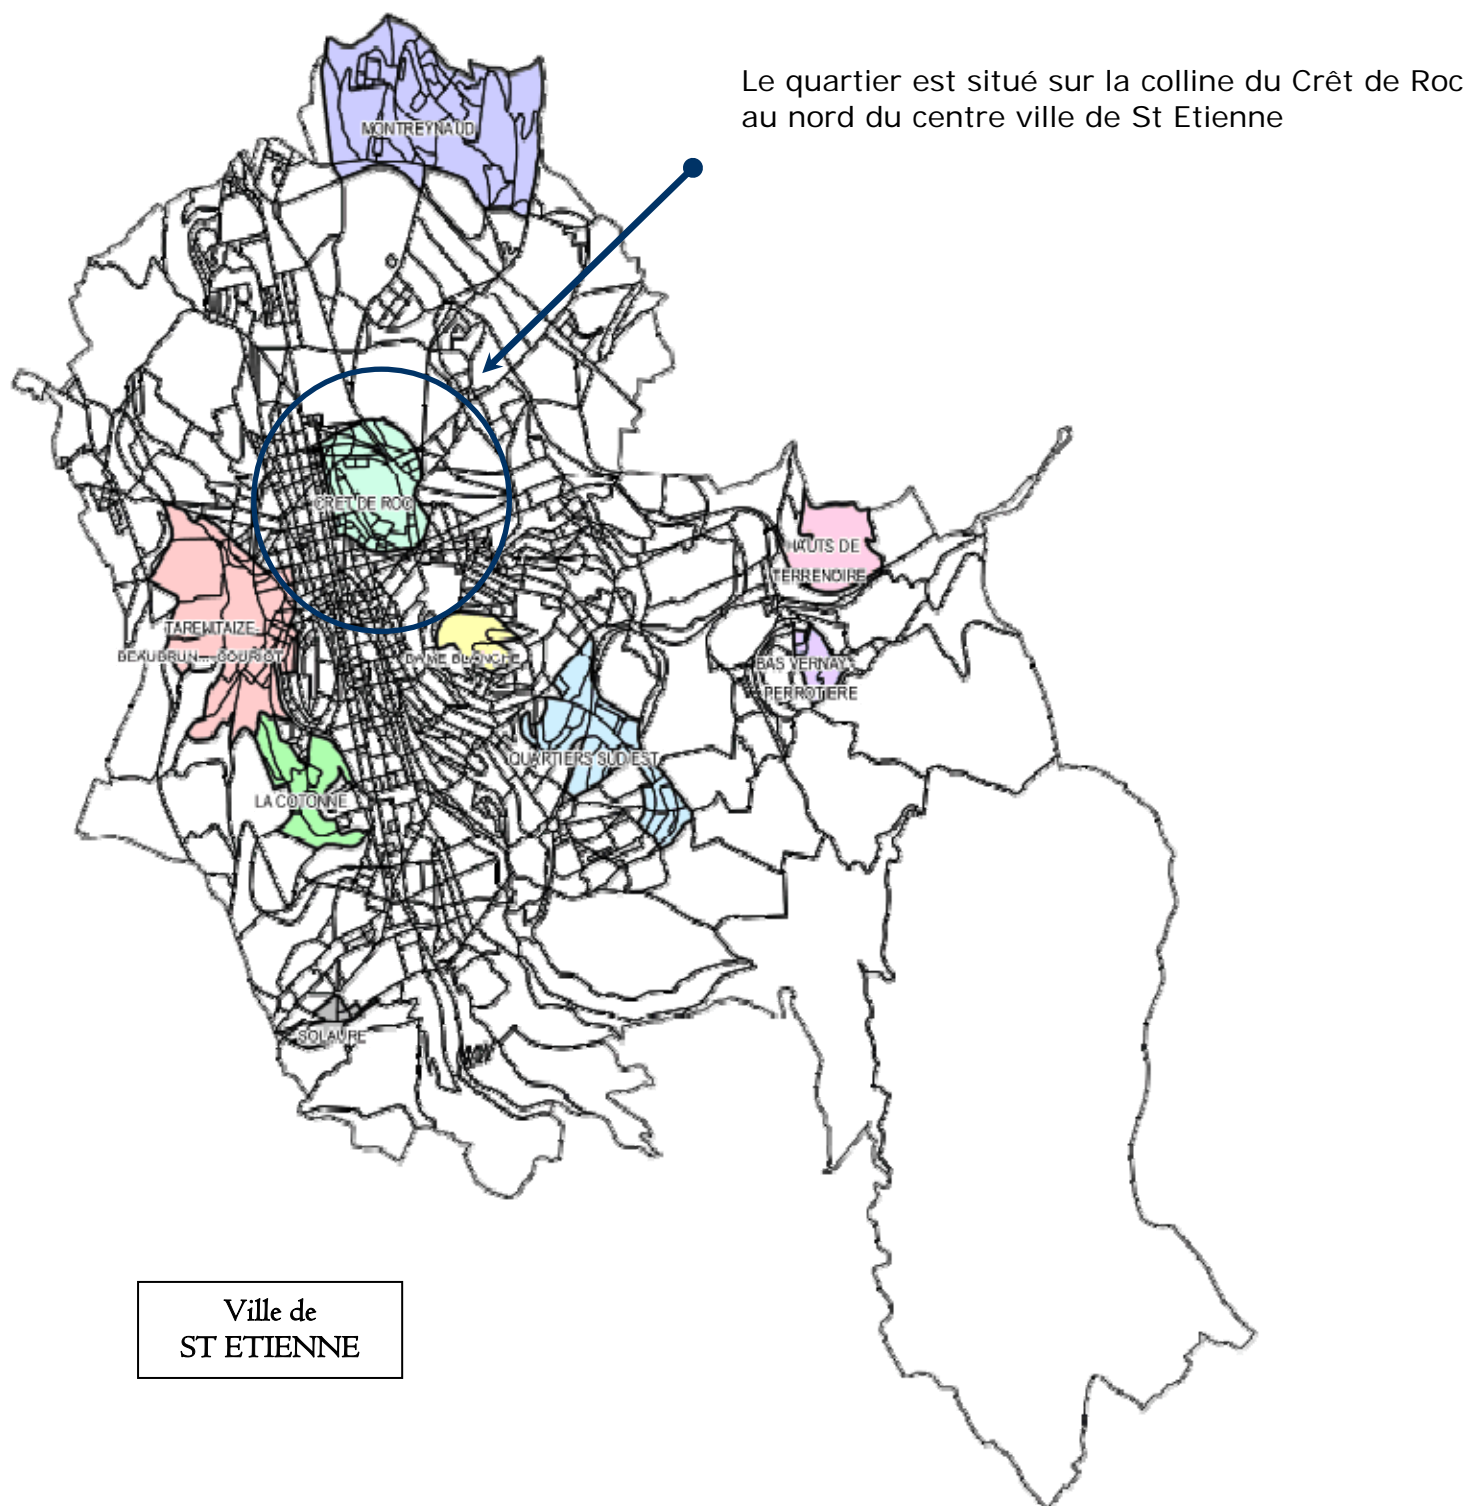 Le quartier est situé sur la colline du Crêt de Roc
au nord du centre ville de St Etienne
MONTREYNAUD
CRET DE ROC
HAUTS DE
TERRENOIRE
TARENTAIZE
BEAUBRUN... COURIOT
DAME BLANCHE
BAS VERNAY-
PERROTIERE
QUARTIERS SUD EST
LA COTONNE
SOLAURE
Ville de
ST ETIENNE